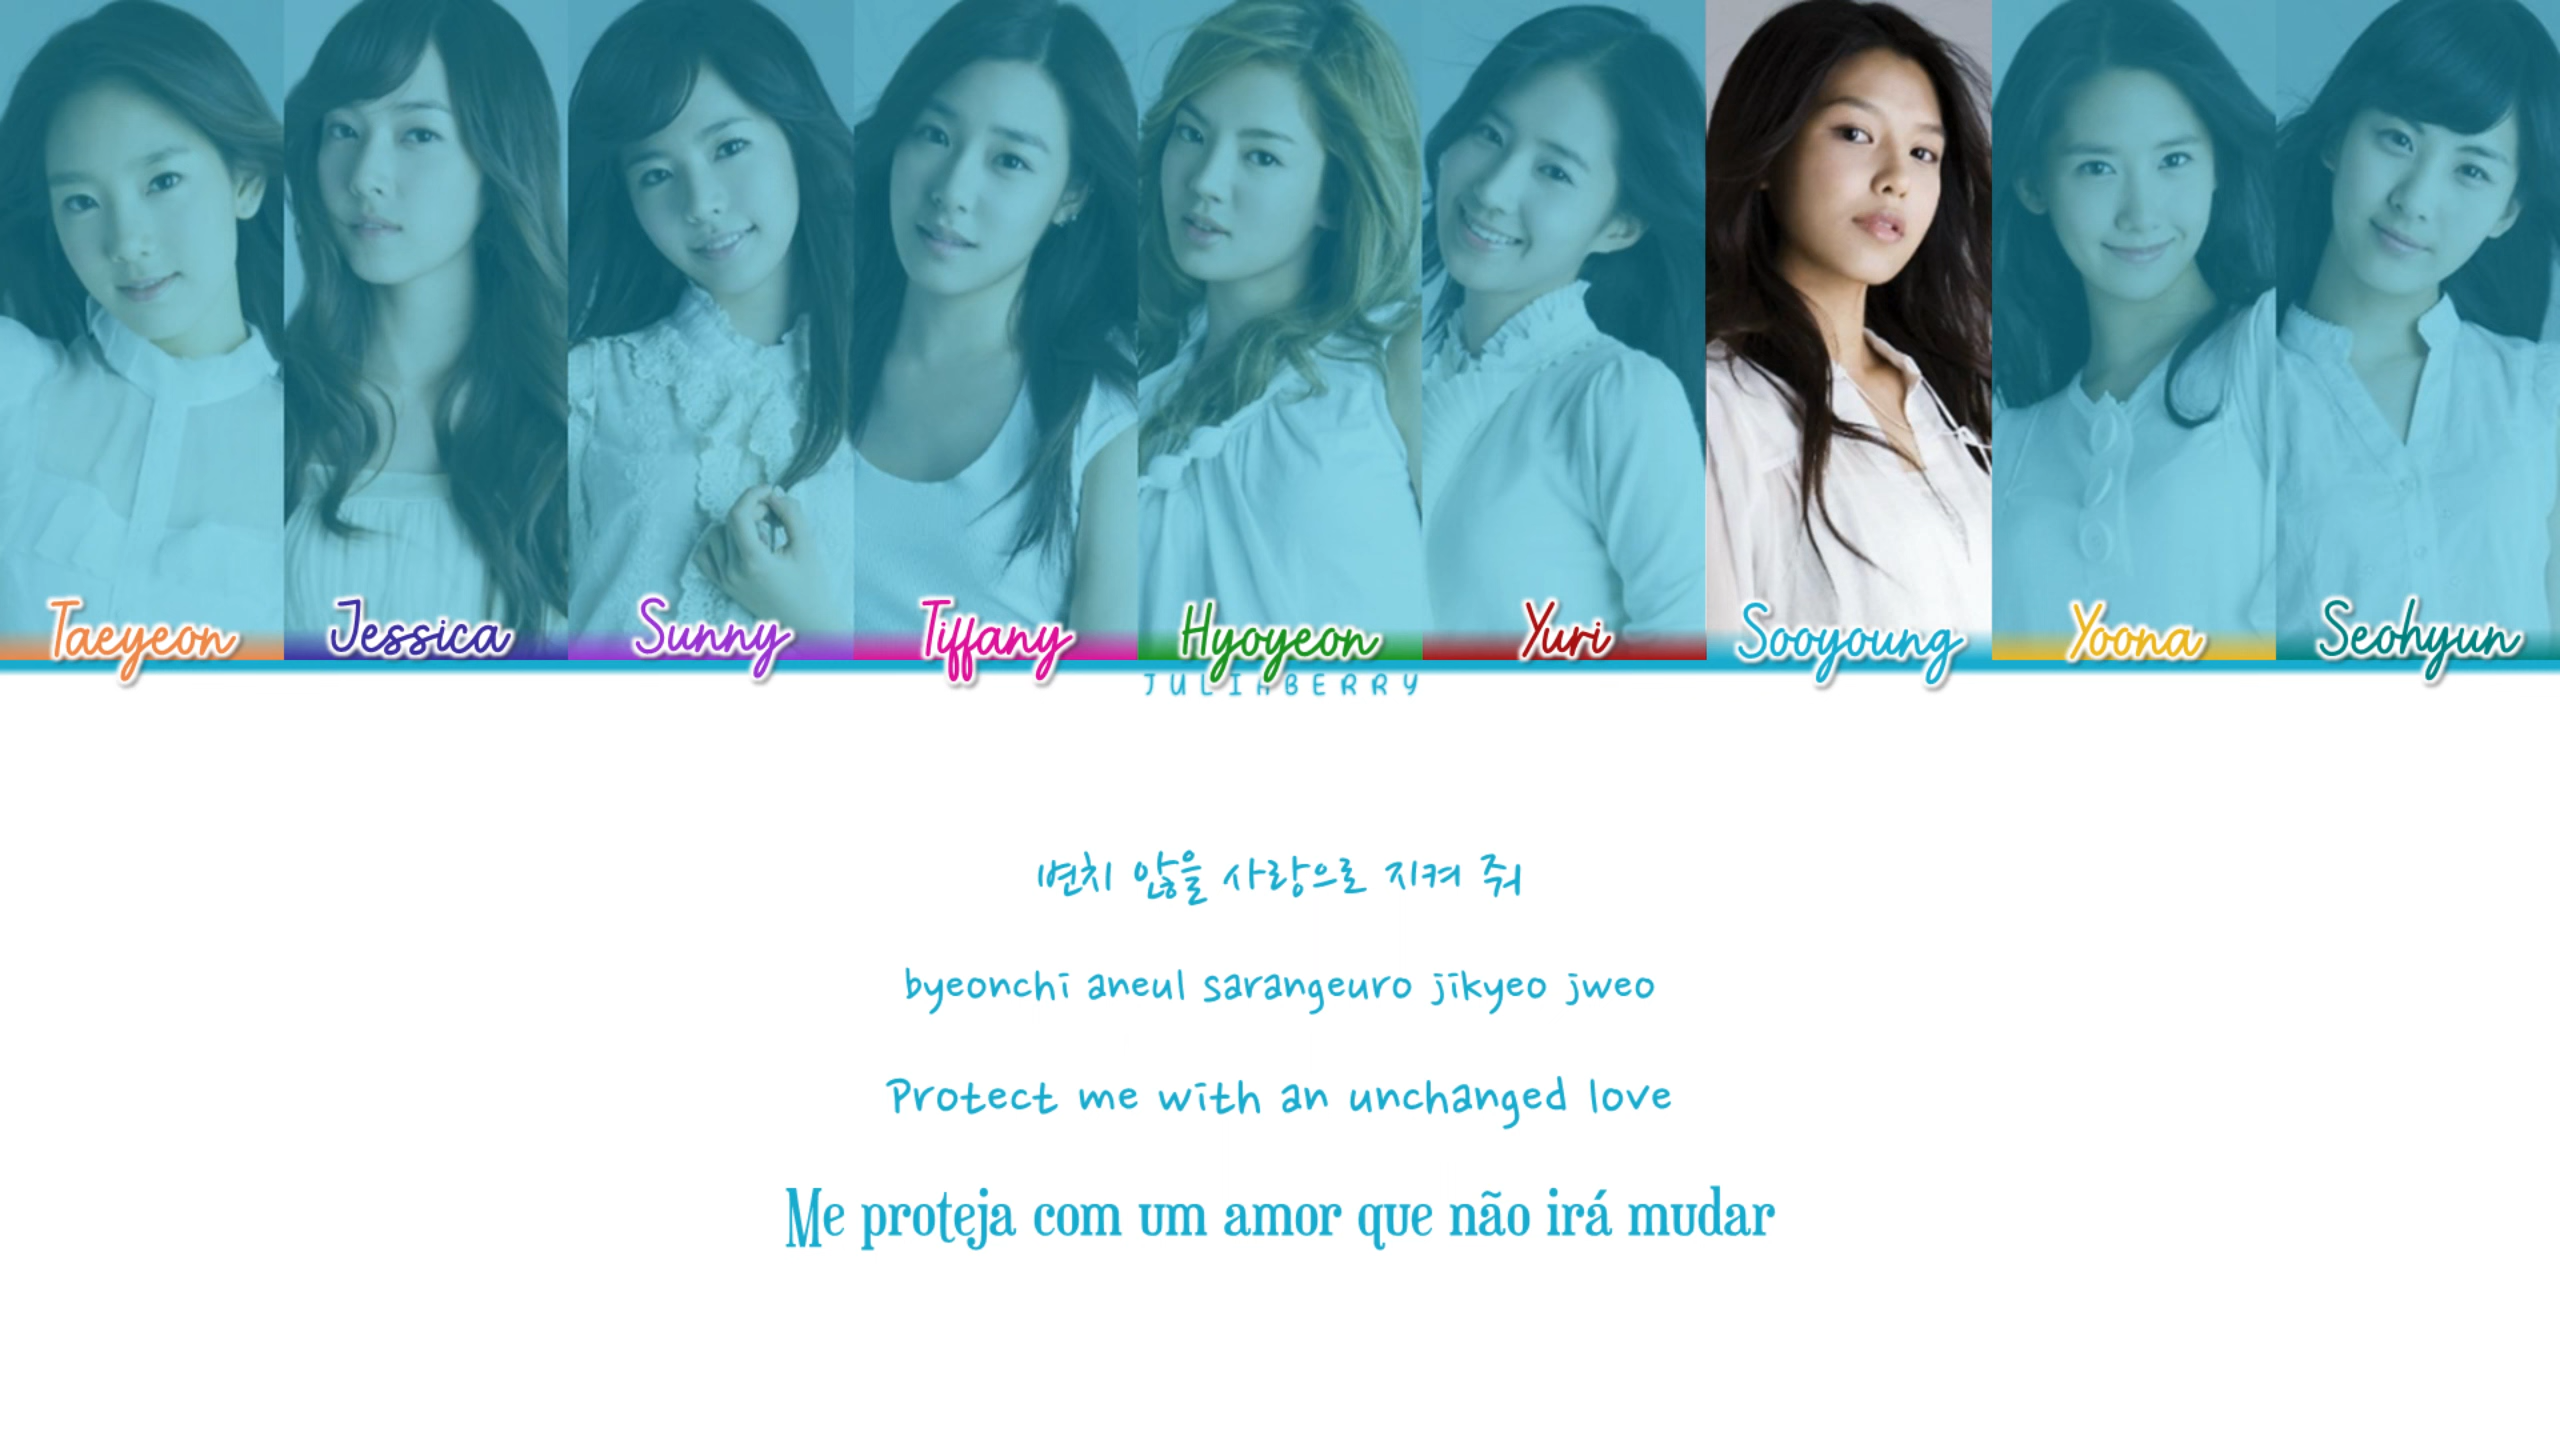 Taeyeon Jessica Sunny Tiffany Hyoyeon Yuri Sooyoung Yoona Seohyun
JULIABERRY
변치 않을 사랑으로 지켜 줘
byeonchi aneul sarangeuro jikyeo jweo
Protect me with an unchanged love
Me proteja com um amor que não irá mudar